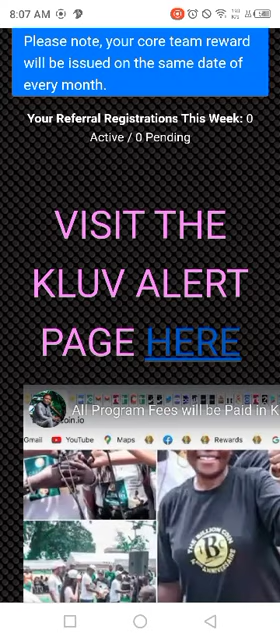 8:07 AM
Please note, your core team reward
will be issued on the same date of
every month.
Your Referral Registrations This Week: 0
Active / 0 Pending
VISIT THE
KLUV ALERT
PAGE HERE
All Program Fees will be Paid in K
coin.io
Gmail YouTube Maps Rewards
THE BILLION COIN
B